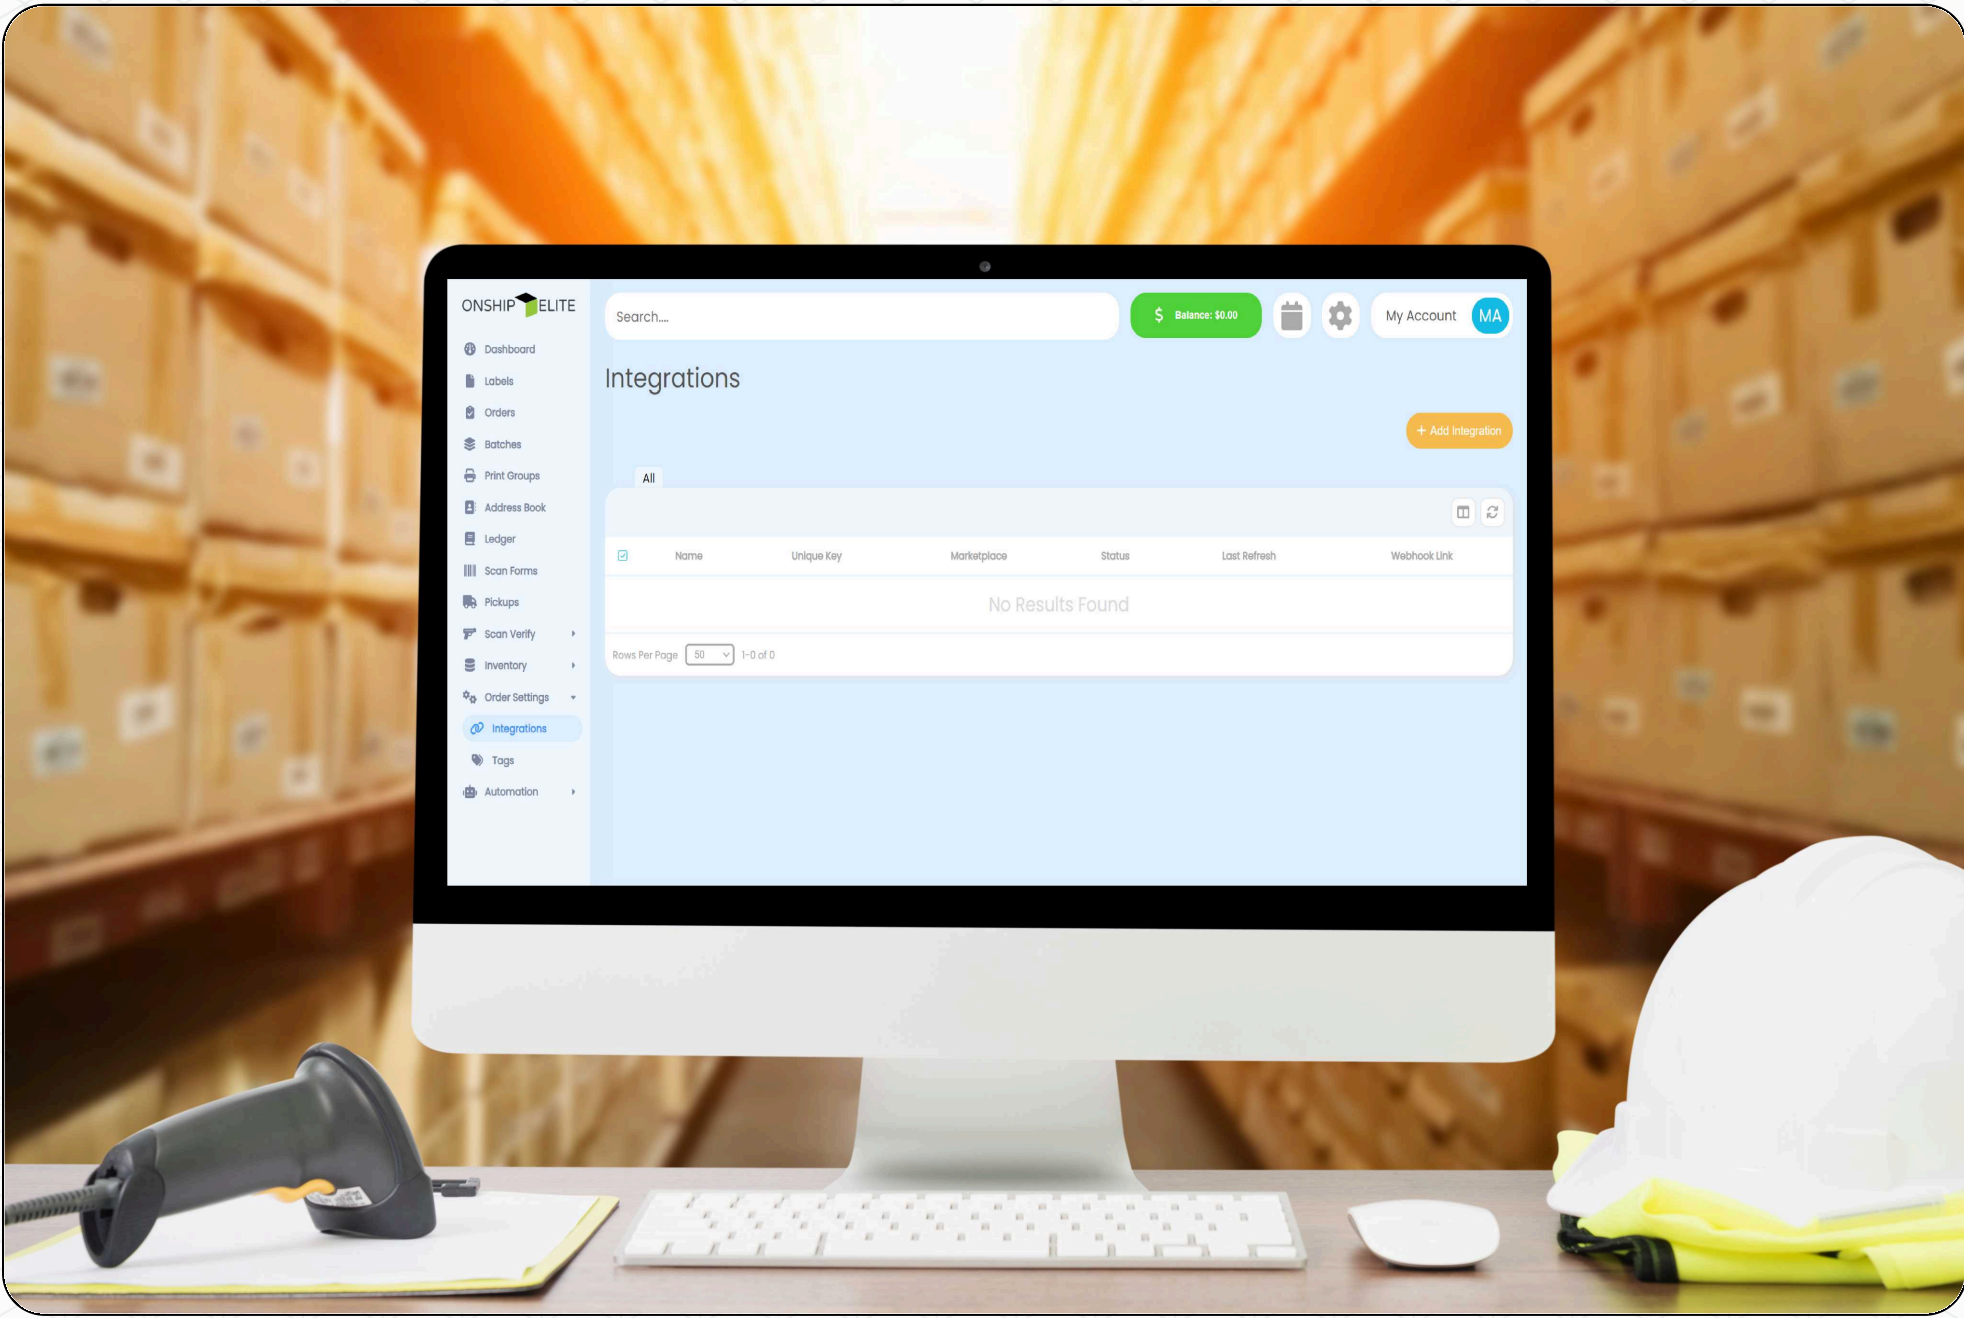 ONSHIP ELITE
Search....
$ Balance: $0.00
My Account MA
Dashboard
Labels
Orders
Batches
Print Groups
Address Book
Ledger
Scan Forms
Pickups
Scan Verify
Inventory
Order Settings
Integrations
Tags
Automation
Integrations
+ Add Integration
All
Name Unique Key Marketplace Status Last Refresh Webhook Link
No Results Found
Rows Per Page 50 1-0 of 0